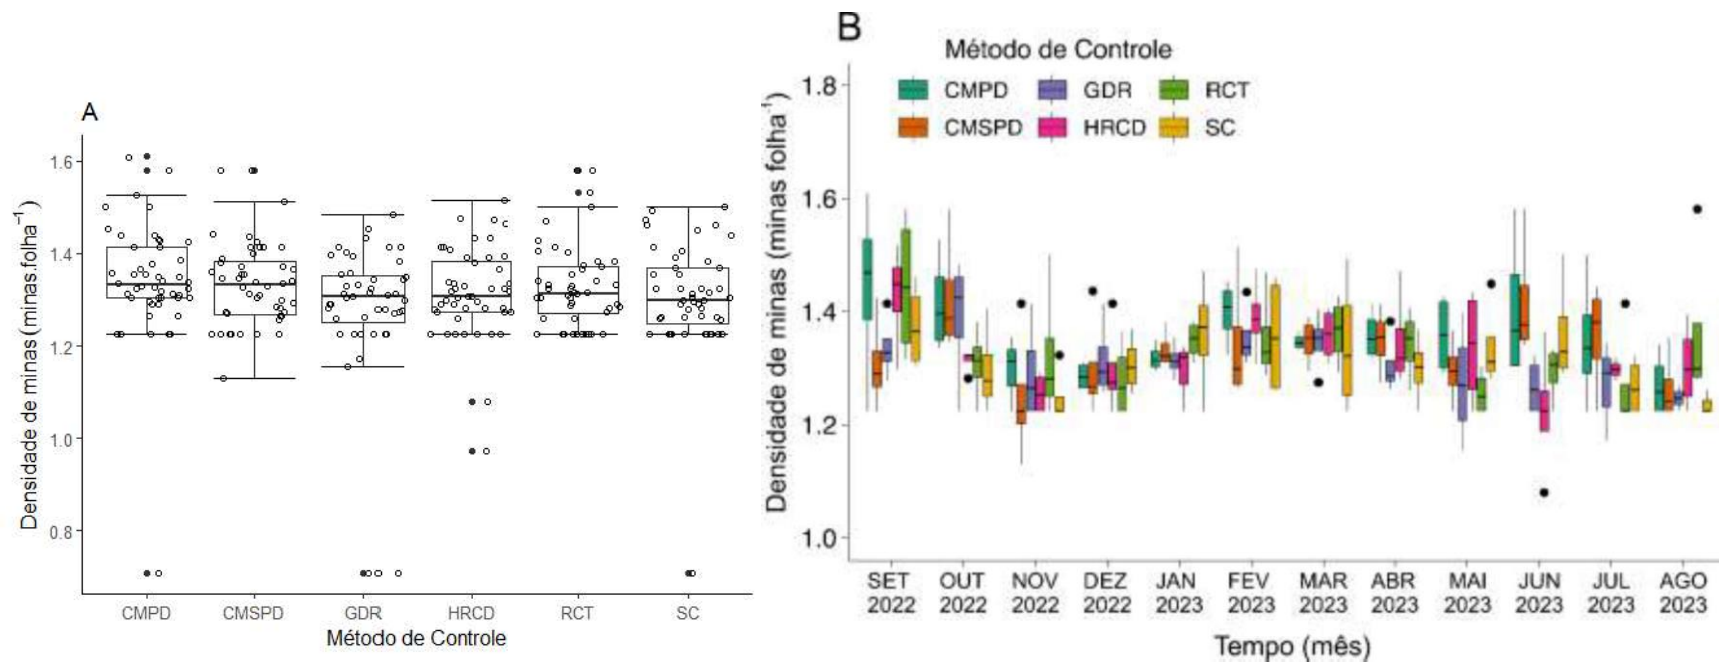 A
Densidade de minas (minas.folha⁻¹)
1.6
1.4
1.2
1.0
0.8
CMPD CMSPD GDR HRCD RCT SC
Método de Controle
B
Método de Controle
CMPD GDR RCT
CMSPD HRCD SC
Densidade de minas (minas folha⁻¹)
1.8
1.6
1.4
1.2
1.0
SET OUT NOV DEZ JAN FEV MAR ABR MAI JUN JUL AGO
2022 2022 2022 2022 2023 2023 2023 2023 2023 2023 2023 2023
Tempo (mês)